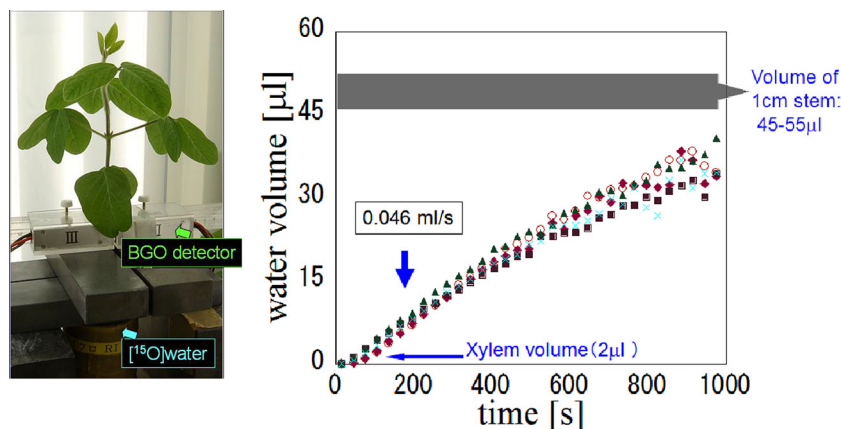 III
I
BGO detector
[¹⁵O]water
RI
water volume [μl]
60
45
30
15
0
0.046 ml/s
Xylem volume(2μl )
Volume of
1cm stem:
45-55μl
0 200 400 600 800 1000
time [s]